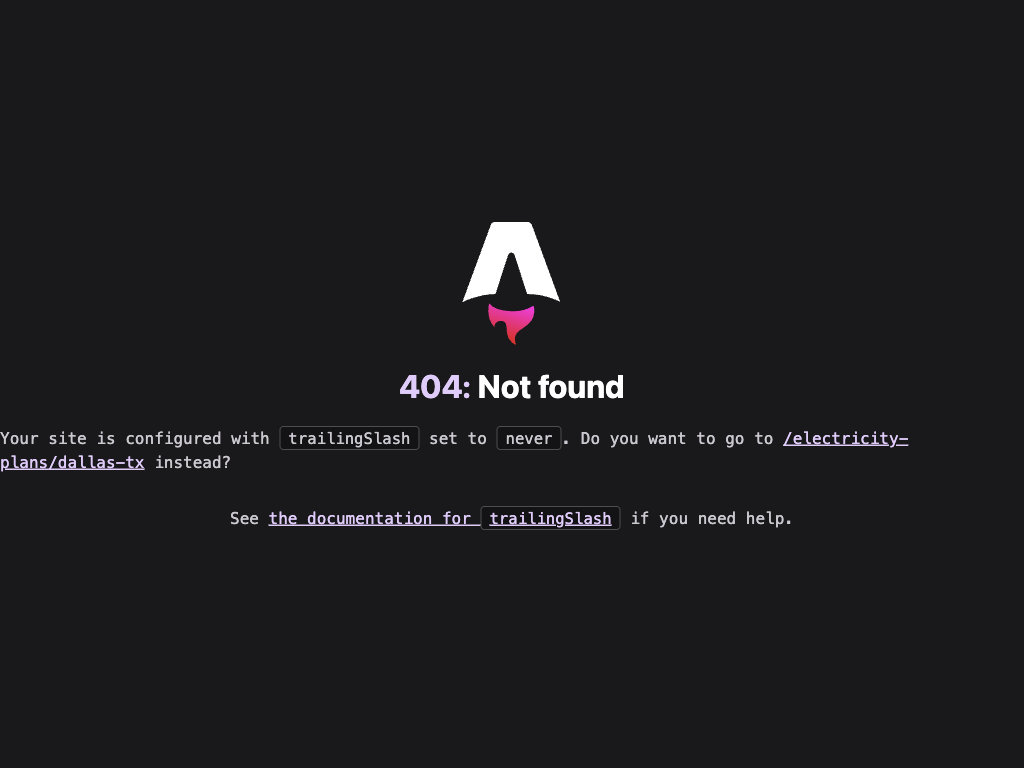 404: Not found
Your site is configured with trailingSlash set to never. Do you want to go to /electricity-
plans/dallas-tx instead?
See the documentation for trailingSlash if you need help.